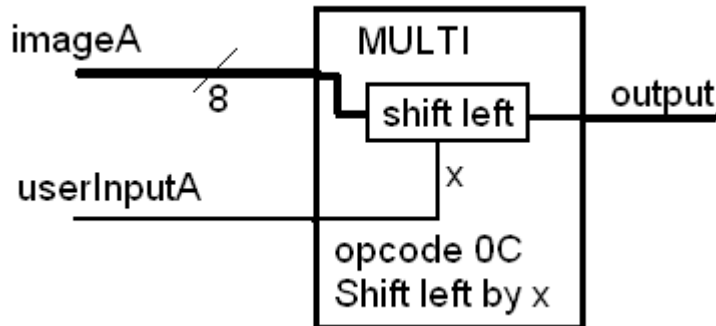 imageA
8
MULTI
shift left
output
x
userInputA
opcode 0C
Shift left by x